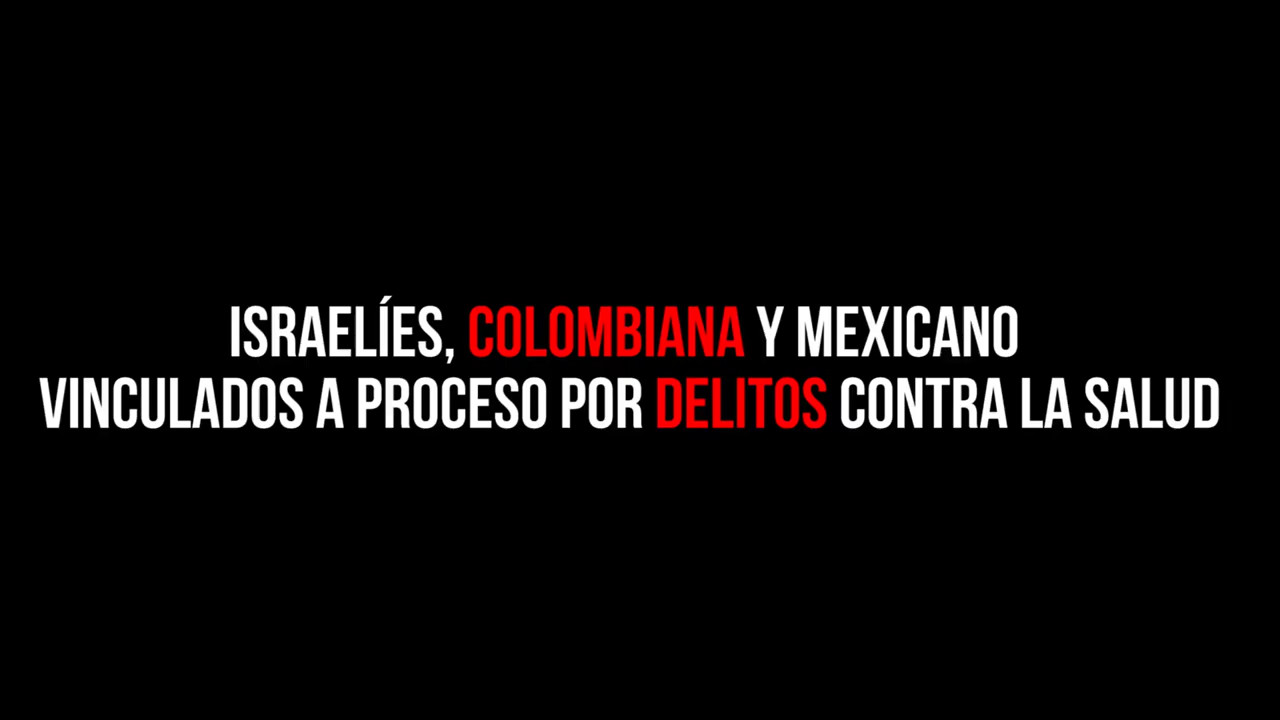 ISRAELÍES, COLOMBIANA Y MEXICANO
VINCULADOS A PROCESO POR DELITOS CONTRA LA SALUD